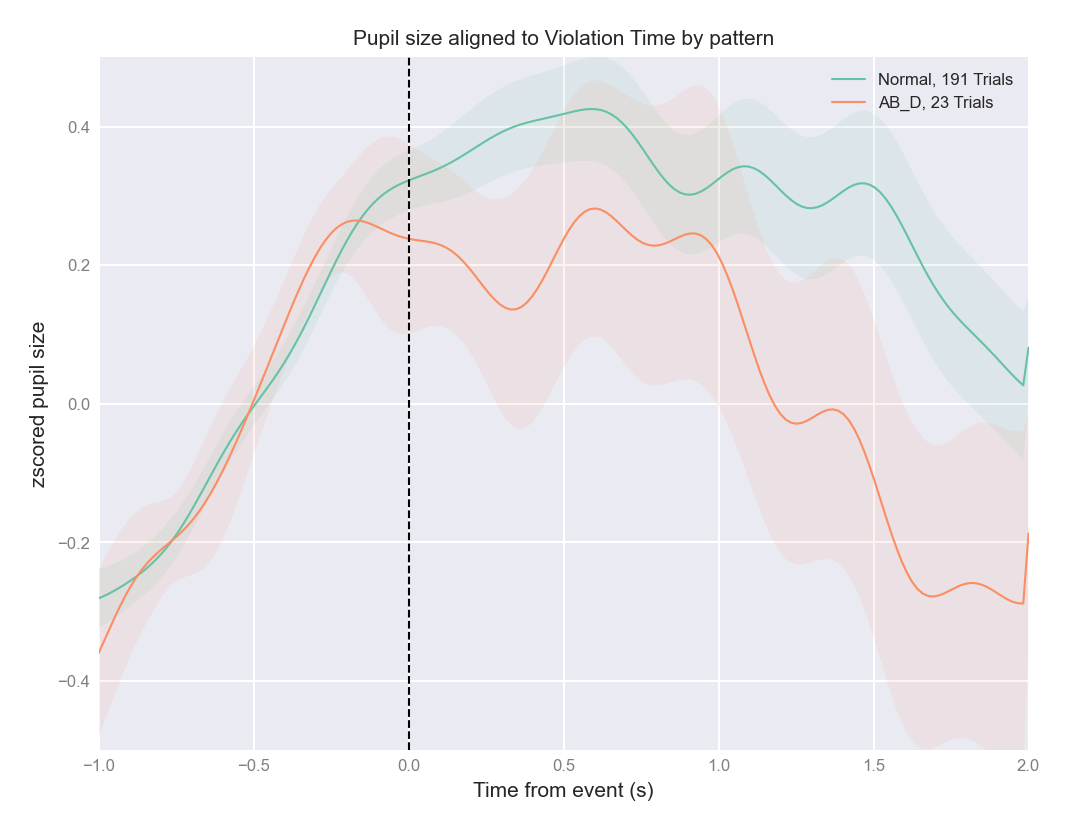 Pupil size aligned to Violation Time by pattern
Normal, 191 Trials
AB_D, 23 Trials
zscored pupil size
0.4
0.2
0.0
−0.2
−0.4
−1.0 −0.5 0.0 0.5 1.0 1.5 2.0
Time from event (s)